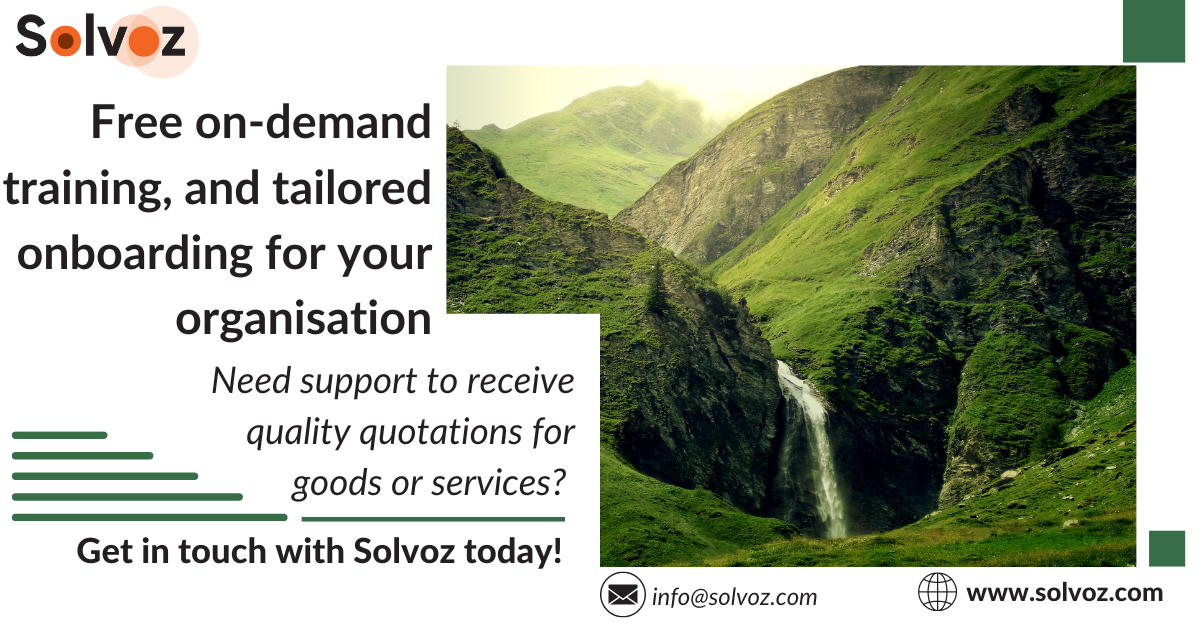 Solvoz
Free on-demand
training, and tailored
onboarding for your
organisation
Need support to receive
quality quotations for
goods or services?
Get in touch with Solvoz today!
info@solvoz.com
www.solvoz.com